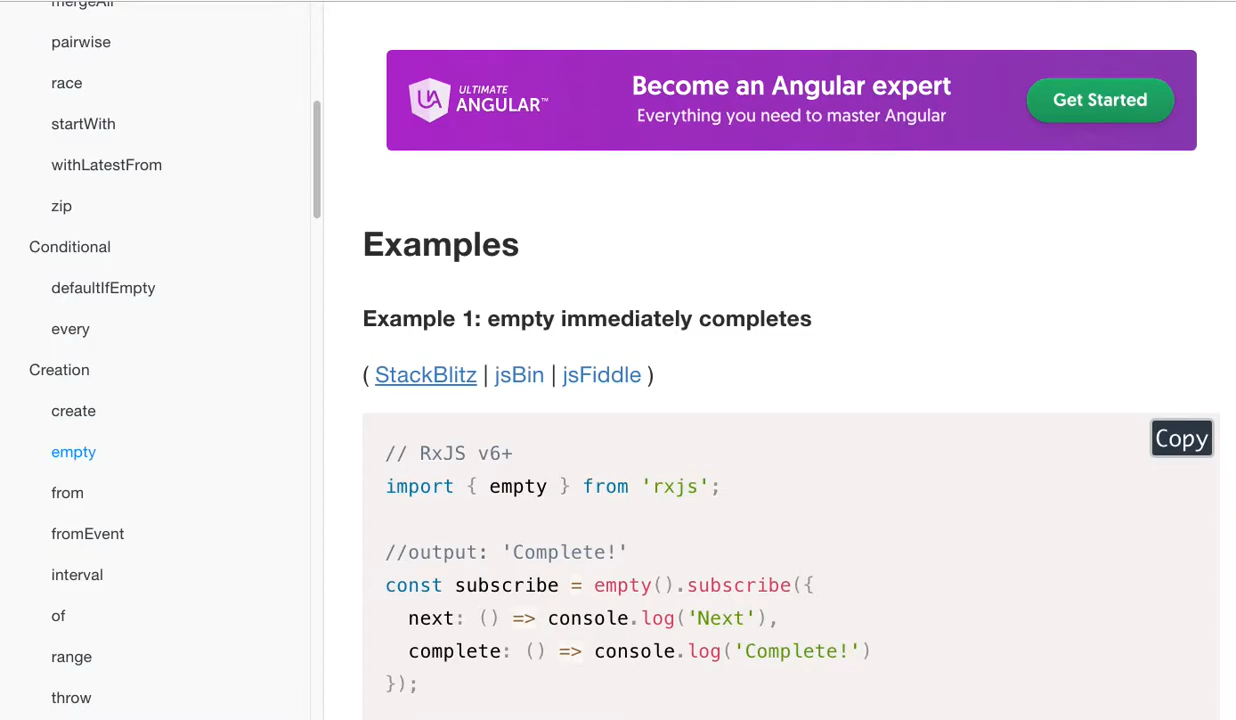 mergeAll
pairwise
race
startWith
withLatestFrom
zip
Conditional
defaultIfEmpty
every
Creation
create
empty
from
fromEvent
interval
of
range
throw
UA
ULTIMATE
ANGULAR™
Become an Angular expert
Everything you need to master Angular
Get Started
Examples
Example 1: empty immediately completes
( StackBlitz | jsBin | jsFiddle )
Copy
// RxJS v6+
import { empty } from 'rxjs';
//output: 'Complete!'
const subscribe = empty().subscribe({
  next: () => console.log('Next'),
  complete: () => console.log('Complete!')
});